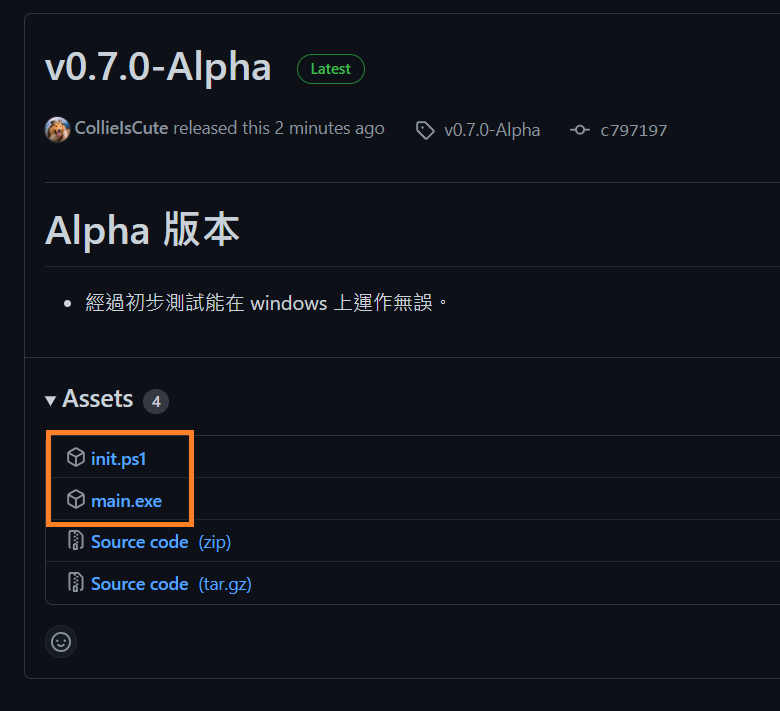 v0.7.0-Alpha Latest
CollieIsCute released this 2 minutes ago v0.7.0-Alpha c797197
Alpha 版本
• 經過初步測試能在 windows 上運作無誤。
▾ Assets 4
init.ps1
main.exe
Source code (zip)
Source code (tar.gz)